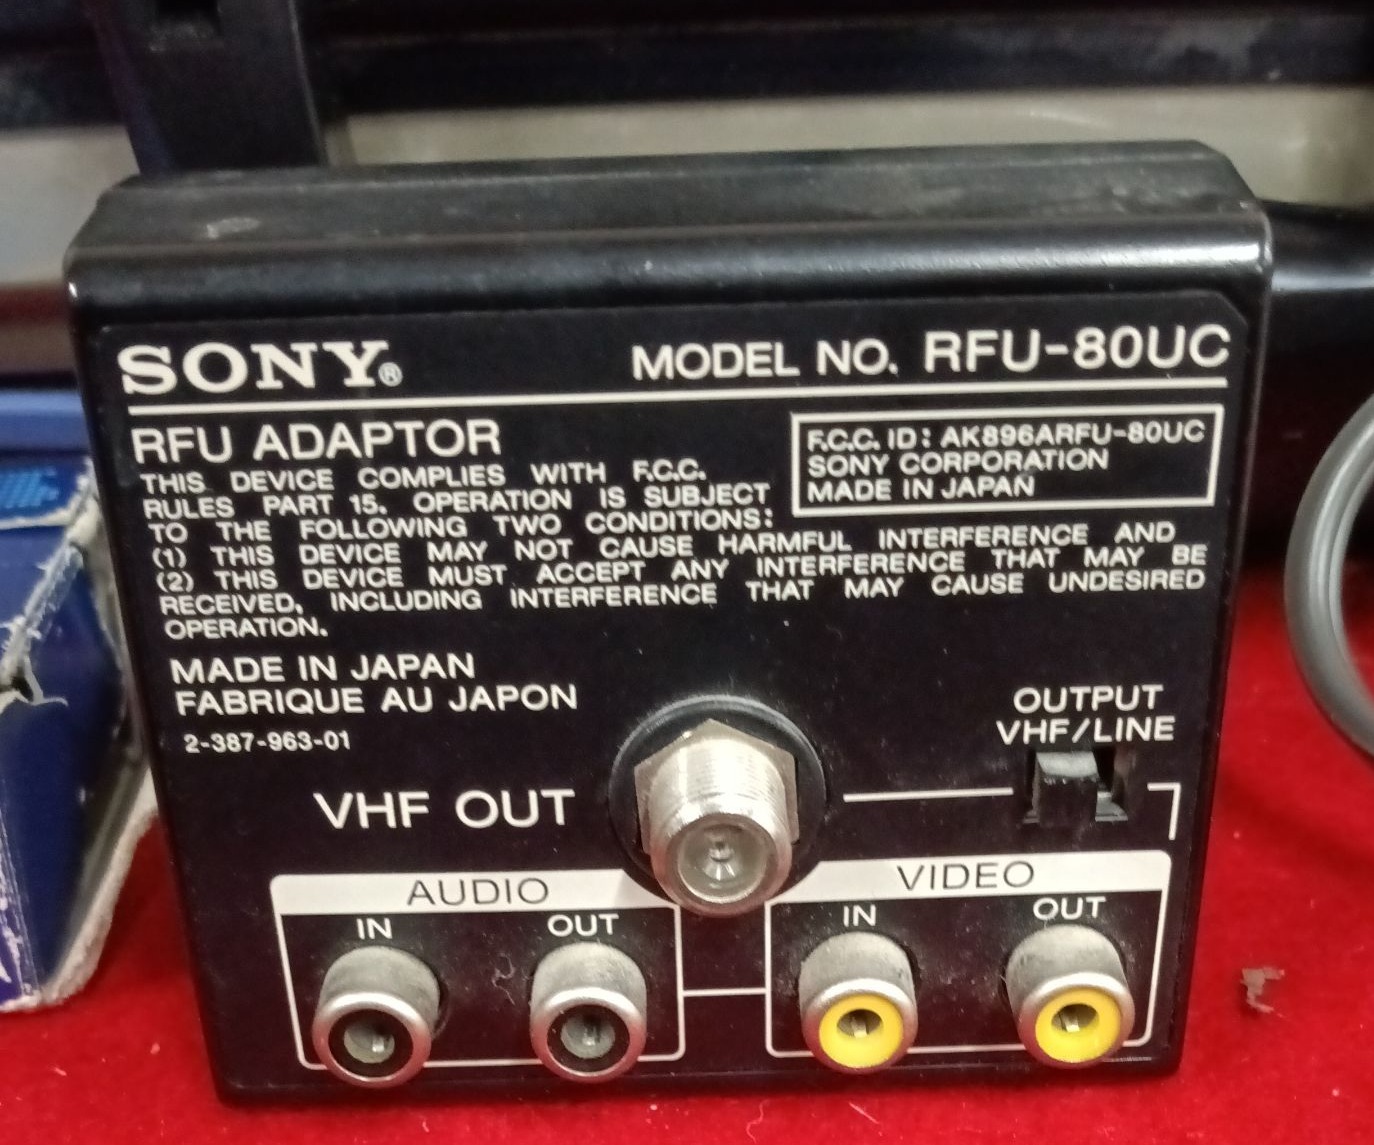 SONY®
MODEL NO. RFU-80UC
RFU ADAPTOR
F.C.C. ID: AK896ARFU-80UC
SONY CORPORATION
MADE IN JAPAN
THIS DEVICE COMPLIES WITH F.C.C.
RULES PART 15. OPERATION IS SUBJECT
TO THE FOLLOWING TWO CONDITIONS:
(1) THIS DEVICE MAY NOT CAUSE HARMFUL INTERFERENCE AND
(2) THIS DEVICE MUST ACCEPT ANY INTERFERENCE THAT MAY BE
RECEIVED, INCLUDING INTERFERENCE THAT MAY CAUSE UNDESIRED
OPERATION.
MADE IN JAPAN
FABRIQUE AU JAPON
2-387-963-01
OUTPUT
VHF/LINE
VHF OUT
AUDIO
IN OUT
VIDEO
IN OUT